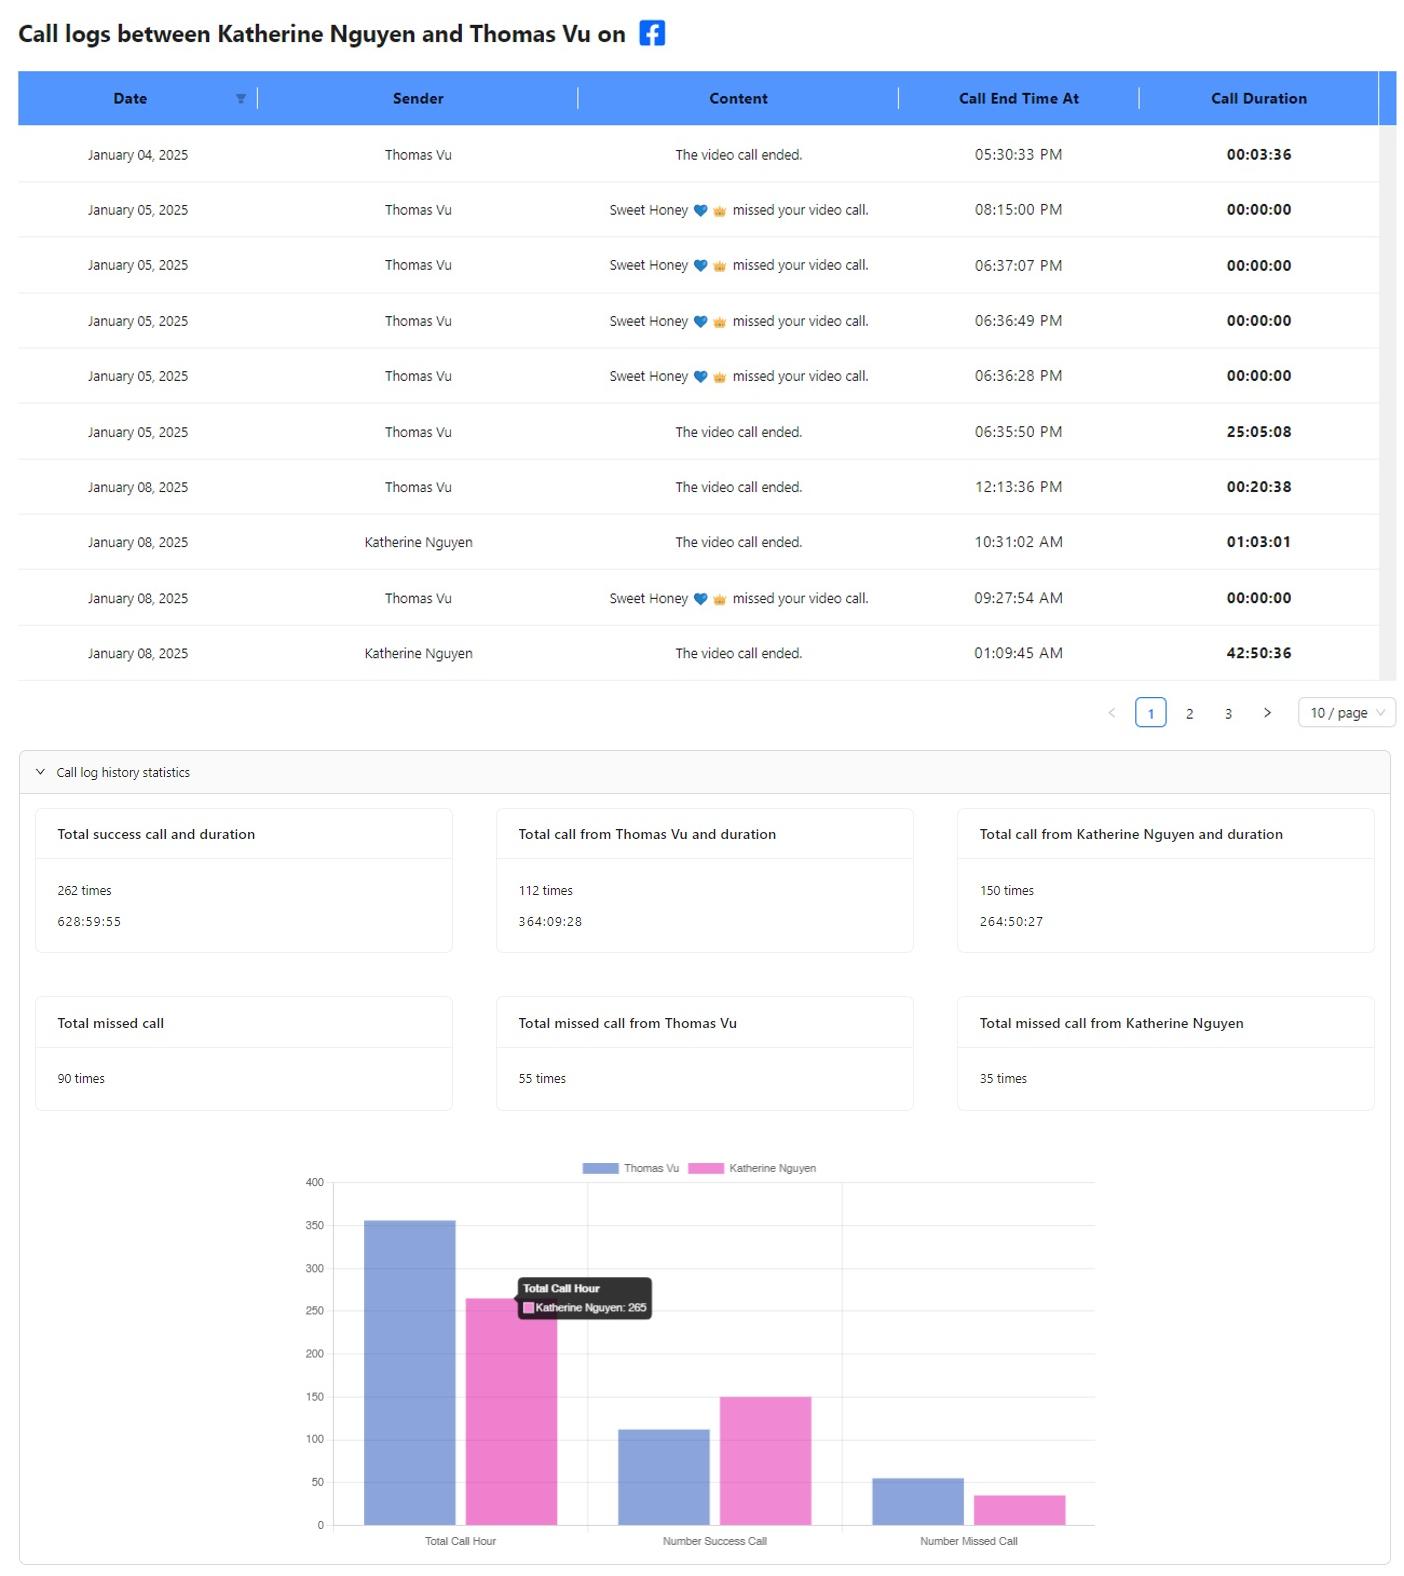 Call logs between Katherine Nguyen and Thomas Vu on
Date Sender Content Call End Time At Call Duration
January 04, 2025 Thomas Vu The video call ended. 05:30:33 PM 00:03:36
January 05, 2025 Thomas Vu Sweet Honey 💙 👑 missed your video call. 08:15:00 PM 00:00:00
January 05, 2025 Thomas Vu Sweet Honey 💙 👑 missed your video call. 06:37:07 PM 00:00:00
January 05, 2025 Thomas Vu Sweet Honey 💙 👑 missed your video call. 06:36:49 PM 00:00:00
January 05, 2025 Thomas Vu Sweet Honey 💙 👑 missed your video call. 06:36:28 PM 00:00:00
January 05, 2025 Thomas Vu The video call ended. 06:35:50 PM 25:05:08
January 08, 2025 Thomas Vu The video call ended. 12:13:36 PM 00:20:38
January 08, 2025 Katherine Nguyen The video call ended. 10:31:02 AM 01:03:01
January 08, 2025 Thomas Vu Sweet Honey 💙 👑 missed your video call. 09:27:54 AM 00:00:00
January 08, 2025 Katherine Nguyen The video call ended. 01:09:45 AM 42:50:36
< 1 2 3 > 10 / page
Call log history statistics
Total success call and duration
262 times
628:59:55
Total call from Thomas Vu and duration
112 times
364:09:28
Total call from Katherine Nguyen and duration
150 times
264:50:27
Total missed call
90 times
Total missed call from Thomas Vu
55 times
Total missed call from Katherine Nguyen
35 times
Thomas Vu Katherine Nguyen
400
350
300
250
200
150
100
50
0
Total Call Hour
Katherine Nguyen: 265
Total Call Hour Number Success Call Number Missed Call